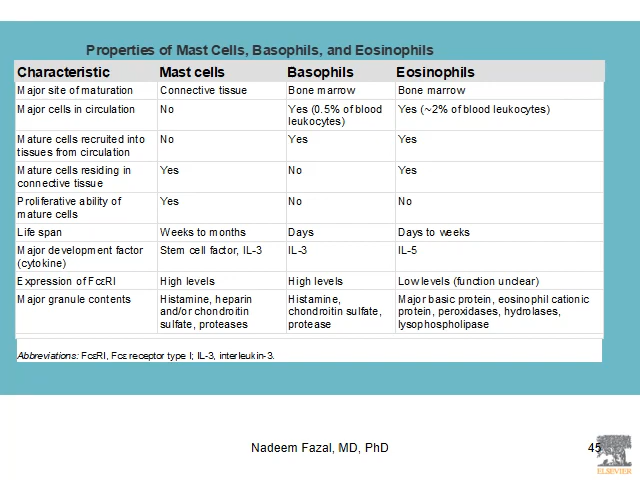 Properties of Mast Cells, Basophils, and Eosinophils
Characteristic Mast cells Basophils Eosinophils
Major site of maturation Connective tissue Bone marrow Bone marrow
Major cells in circulation No Yes (0.5% of blood leukocytes) Yes (~2% of blood leukocytes)
Mature cells recruited into tissues from circulation No Yes Yes
Mature cells residing in connective tissue Yes No Yes
Proliferative ability of mature cells Yes No No
Life span Weeks to months Days Days to weeks
Major development factor (cytokine) Stem cell factor, IL-3 IL-3 IL-5
Expression of FcεRI High levels High levels Low levels (function unclear)
Major granule contents Histamine, heparin and/or chondroitin sulfate, proteases Histamine, chondroitin sulfate, protease Major basic protein, eosinophil cationic protein, peroxidases, hydrolases, lysophospholipase
Abbreviations: FcεRI, Fcε receptor type I; IL-3, interleukin-3.
Nadeem Fazal, MD, PhD
45
ELSEVIER